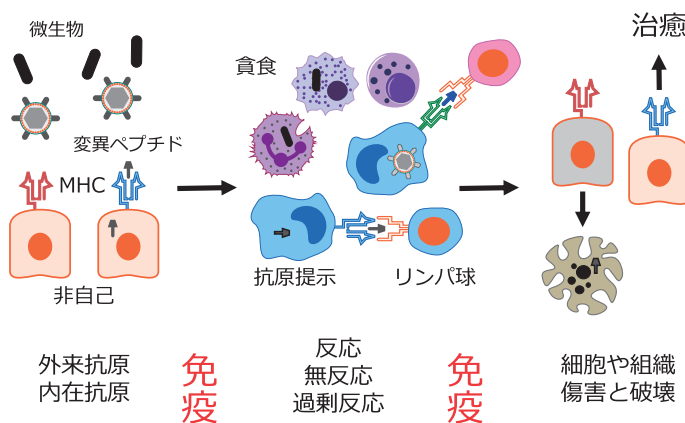 微生物
変異ペプチド
MHC
非自己
貪食
抗原提示
リンパ球
治癒
外来抗原
内在抗原
免疫
反応
無反応
過剰反応
免疫
細胞や組織
傷害と破壊